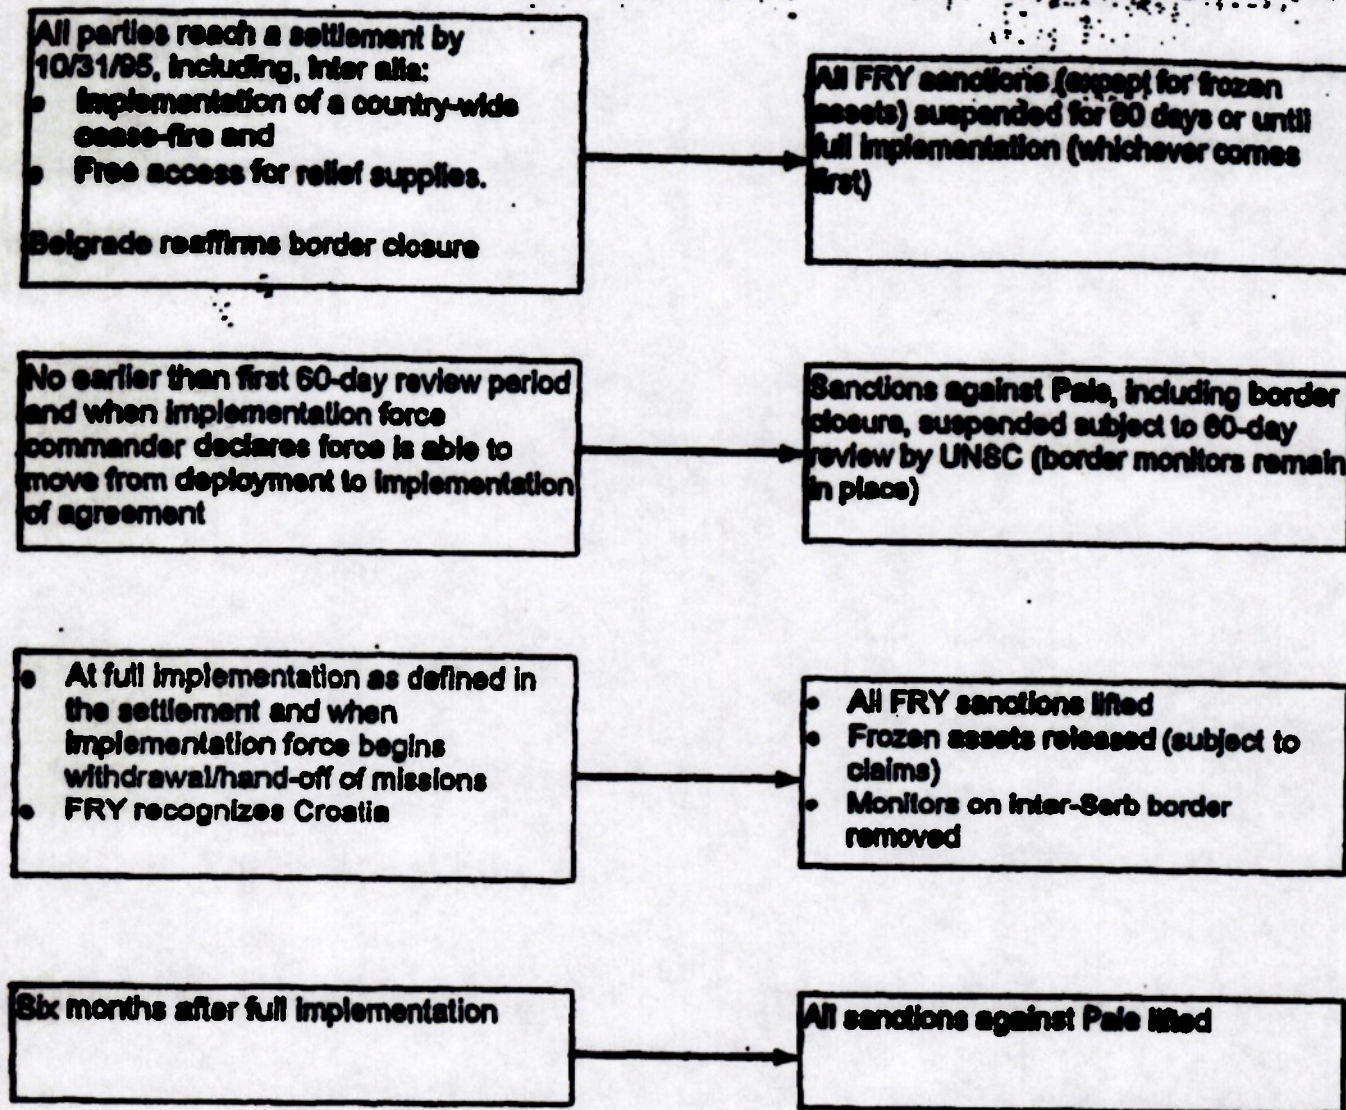 All parties reach a settlement by
10/31/95, including, inter alia:
• Implementation of a country-wide
cease-fire and
• Free access for relief supplies.
Belgrade reaffirms border closure
All FRY sanctions (except for frozen
assets) suspended for 60 days or until
full implementation (whichever comes
first)
No earlier than first 60-day review period
and when implementation force
commander declares force is able to
move from deployment to implementation
of agreement
Sanctions against Pale, including border
closure, suspended subject to 60-day
review by UNSC (border monitors remain
in place)
• At full implementation as defined in
the settlement and when
implementation force begins
withdrawal/hand-off of missions
• FRY recognizes Croatia
• All FRY sanctions lifted
• Frozen assets released (subject to
claims)
• Monitors on inter-Serb border
removed
Six months after full implementation
All sanctions against Pale lifted